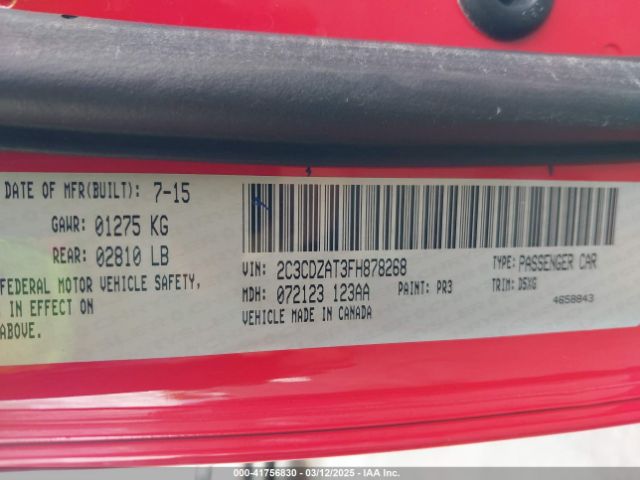 DATE OF MFR(BUILT): 7-15
GAWR: 01275 KG
REAR: 02810 LB
FEDERAL MOTOR VEHICLE SAFETY,
IN EFFECT ON
ABOVE.
VIN: 2C3CDZAT3FH878268 TYPE: PASSENGER CAR
MDH: 072123 123AA PAINT: PR3 TRIM: D5XG
VEHICLE MADE IN CANADA 4658843
000-41756830 - 03/12/2025 - IAA Inc.